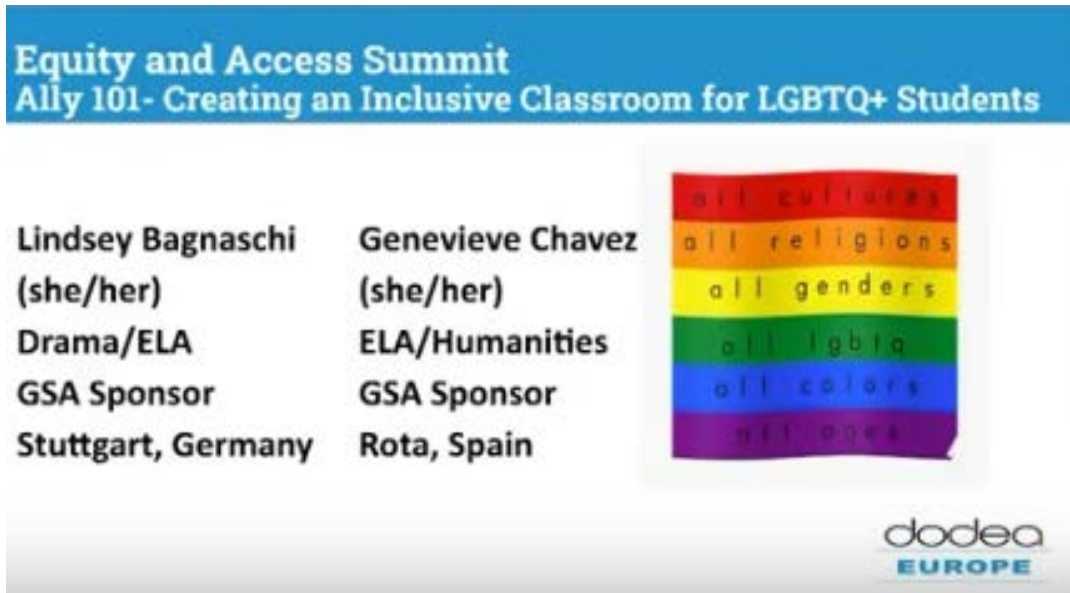 Equity and Access Summit
Ally 101- Creating an Inclusive Classroom for LGBTQ+ Students
Lindsey Bagnaschi
(she/her)
Drama/ELA
GSA Sponsor
Stuttgart, Germany
Genevieve Chavez
(she/her)
ELA/Humanities
GSA Sponsor
Rota, Spain
all cultures
all religions
all genders
all lgbtq
all colors
all ages
dodea
EUROPE